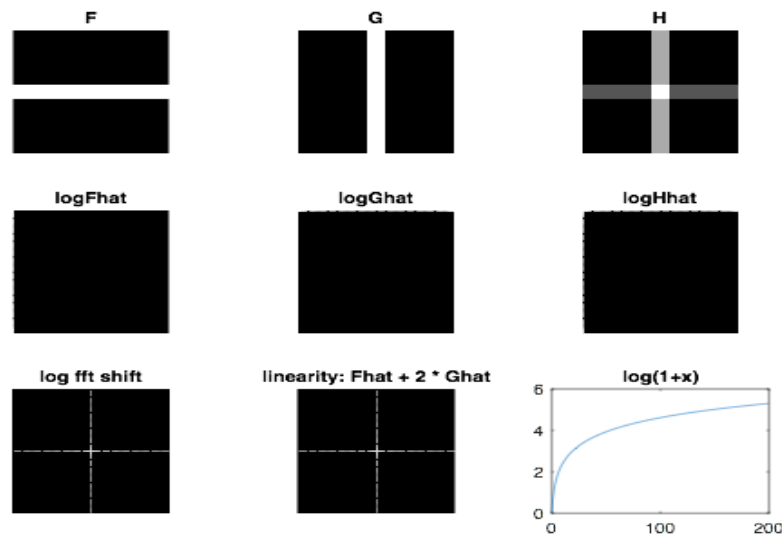 F
G
H
logFhat
logGhat
logHhat
log fft shift
linearity: Fhat + 2 * Ghat
log(1+x)
6
4
2
0
0
100
200